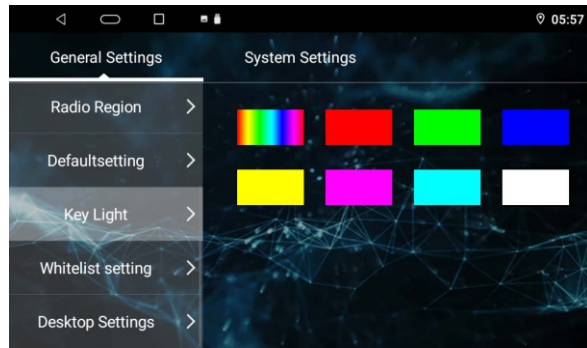 05:57
General Settings
System Settings
Radio Region
Defaultsetting
Key Light
Whitelist setting
Desktop Settings